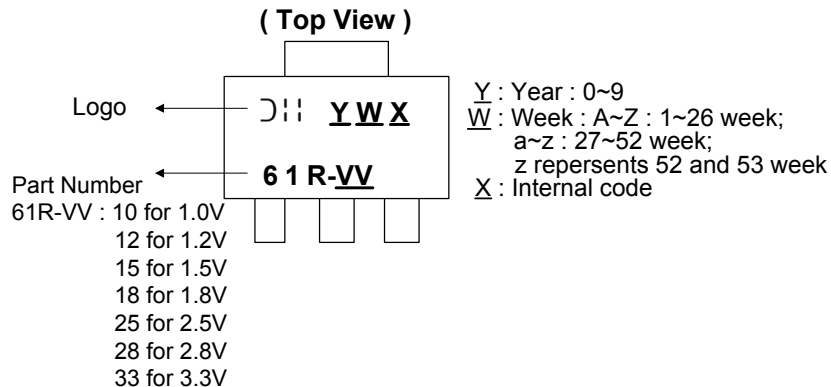 ( Top View )
Logo
Y W X
61R-VV
Y : Year : 0~9
W : Week : A~Z : 1~26 week;
a~z : 27~52 week;
z repersents 52 and 53 week
X : Internal code
Part Number
61R-VV : 10 for 1.0V
12 for 1.2V
15 for 1.5V
18 for 1.8V
25 for 2.5V
28 for 2.8V
33 for 3.3V